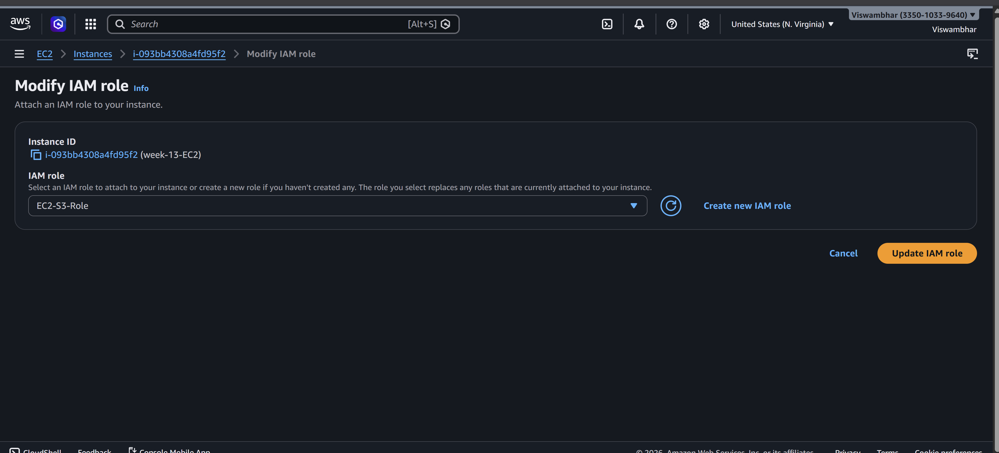 aws
Search
[Alt+S]
United States (N. Virginia)
Viswambhar (3350-1033-9640)
Viswambhar
EC2
Instances
i-093bb4308a4fd95f2
Modify IAM role
Modify IAM role
Info
Attach an IAM role to your instance.
Instance ID
i-093bb4308a4fd95f2 (week-13-EC2)
IAM role
Select an IAM role to attach to your instance or create a new role if you haven't created any. The role you select replaces any roles that are currently attached to your instance.
EC2-S3-Role
Create new IAM role
Cancel
Update IAM role
CloudShell
Feedback
Console Mobile App
© 2026, Amazon Web Services, Inc. or its affiliates.
Privacy
Terms
Cookie preferences